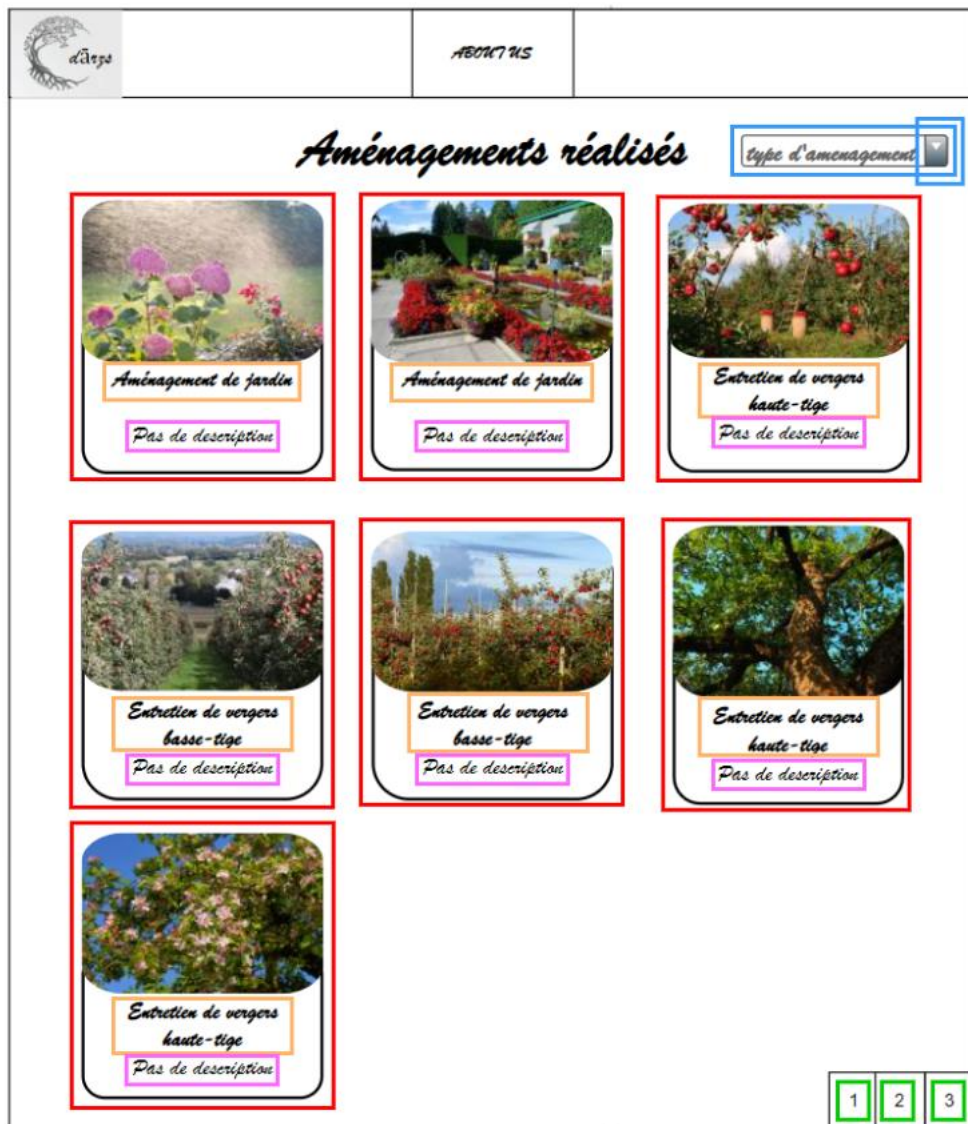 d'ārzs
ABOUT US
Aménagements réalisés
type d'amenagement
Aménagement de jardin
Pas de description
Aménagement de jardin
Pas de description
Entretien de vergers
haute-tige
Pas de description
Entretien de vergers
basse-tige
Pas de description
Entretien de vergers
basse-tige
Pas de description
Entretien de vergers
haute-tige
Pas de description
Entretien de vergers
haute-tige
Pas de description
1 2 3